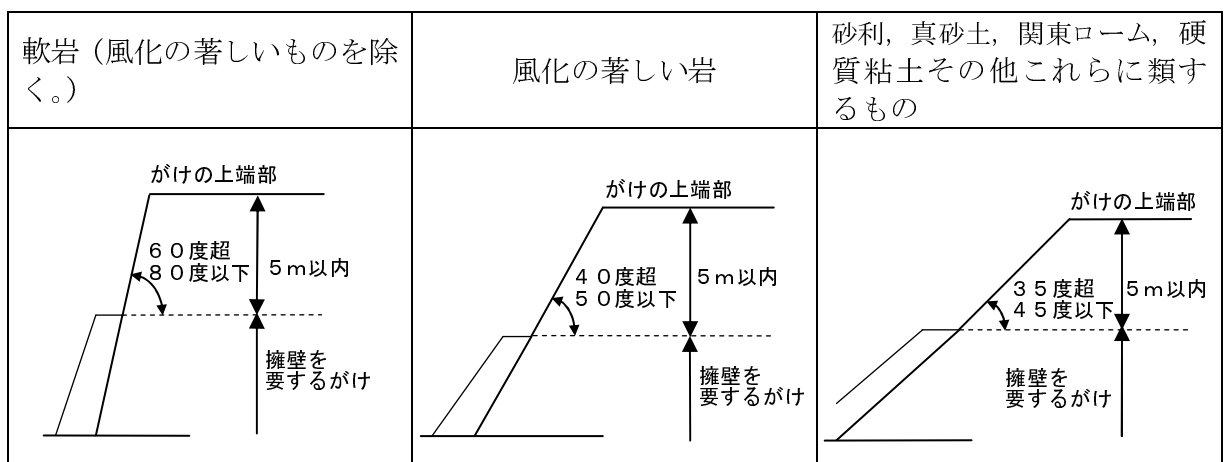 軟岩（風化の著しいものを除
く。）
風化の著しい岩
砂利，真砂土，関東ローム，硬
質粘土その他これらに類す
るもの
がけの上端部
６０度超
８０度以下
５ｍ以内
擁壁を
要するがけ
がけの上端部
４０度超
５０度以下
５ｍ以内
擁壁を
要するがけ
がけの上端部
３５度超
４５度以下
５ｍ以内
擁壁を
要するがけ